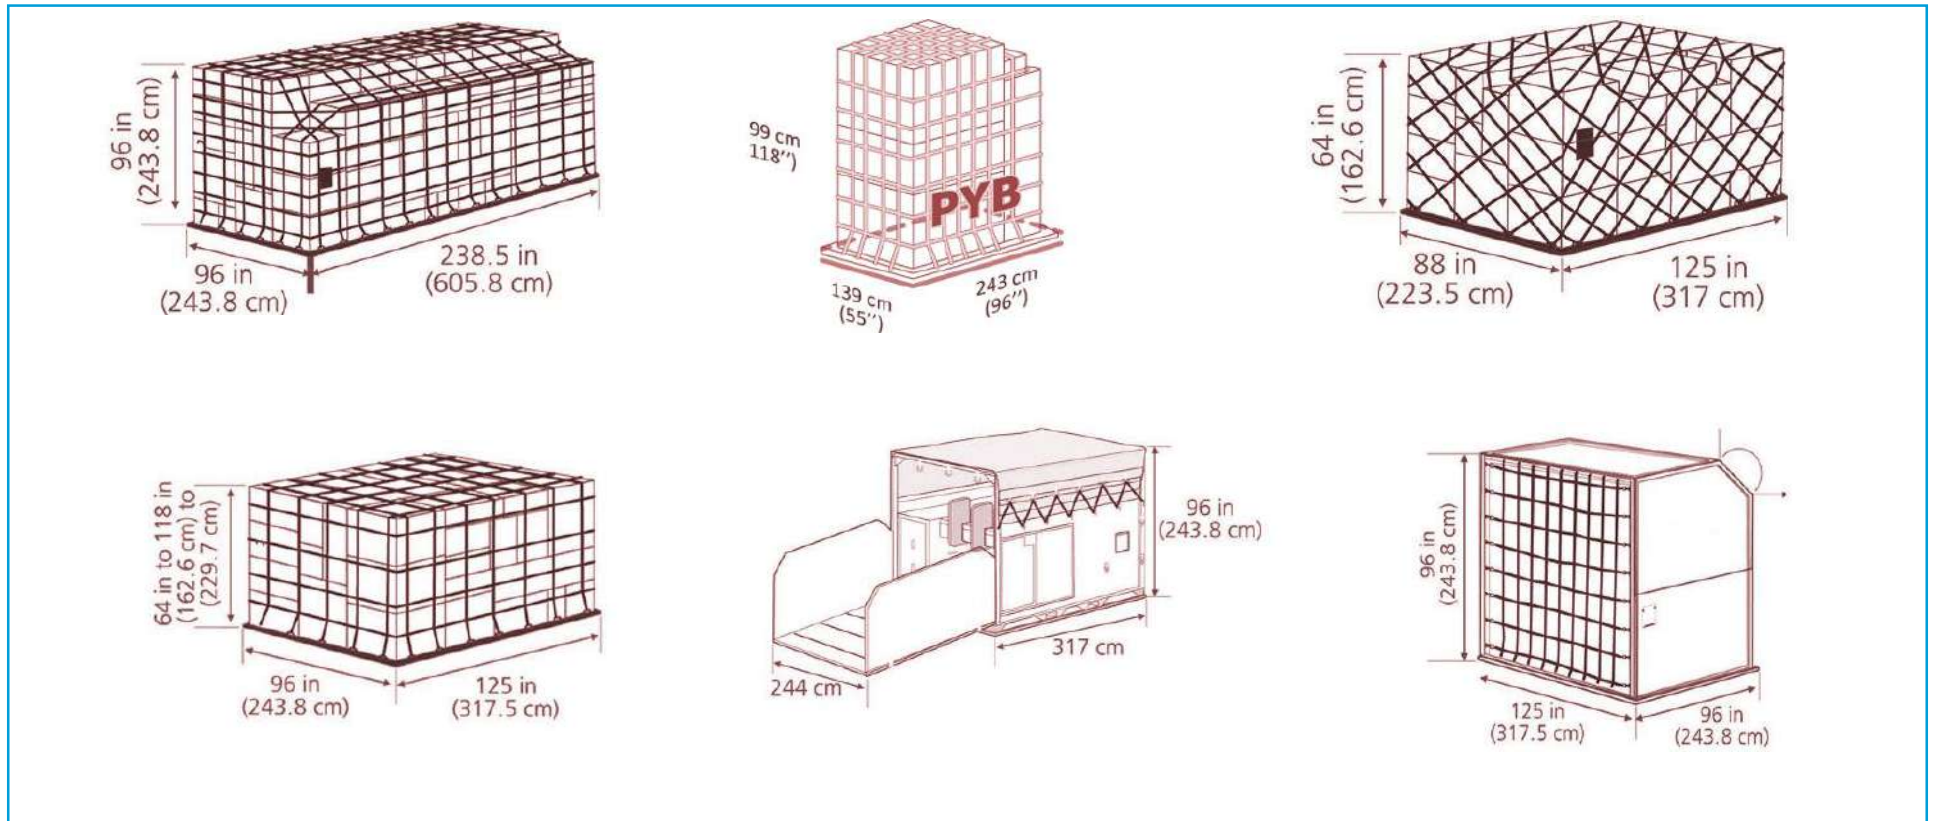 96 in
(243.8 cm)
96 in
(243.8 cm)
238.5 in
(605.8 cm)
99 cm
118’’)
PYB
139 cm
(55’’)
243 cm
(96’’)
64 in
(162.6 cm)
88 in
(223.5 cm)
125 in
(317 cm)
64 in to 118 in
(162.6 cm) to
(229.7 cm)
96 in
(243.8 cm)
125 in
(317.5 cm)
96 in
(243.8 cm)
317 cm
244 cm
96 in
(243.8 cm)
125 in
(317.5 cm)
96 in
(243.8 cm)